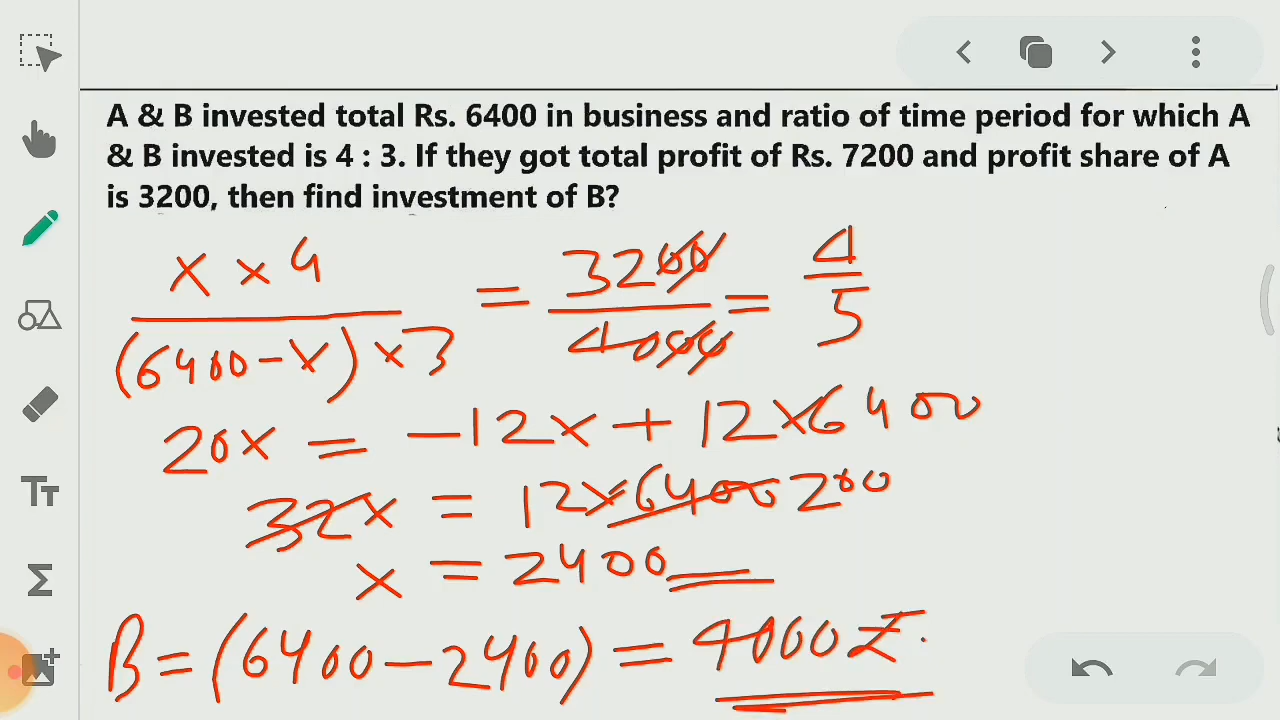 A & B invested total Rs. 6400 in business and ratio of time period for which A
& B invested is 4 : 3. If they got total profit of Rs. 7200 and profit share of A
is 3200, then find investment of B?
x × 4 / (6400 - x) × 3 = 3200 / 4000 = 4 / 5
20x = -12x + 12×6400
32x = 12×6400 200
x = 2400
B = (6400 - 2400) = 4000 ₹.
Tт
Σ